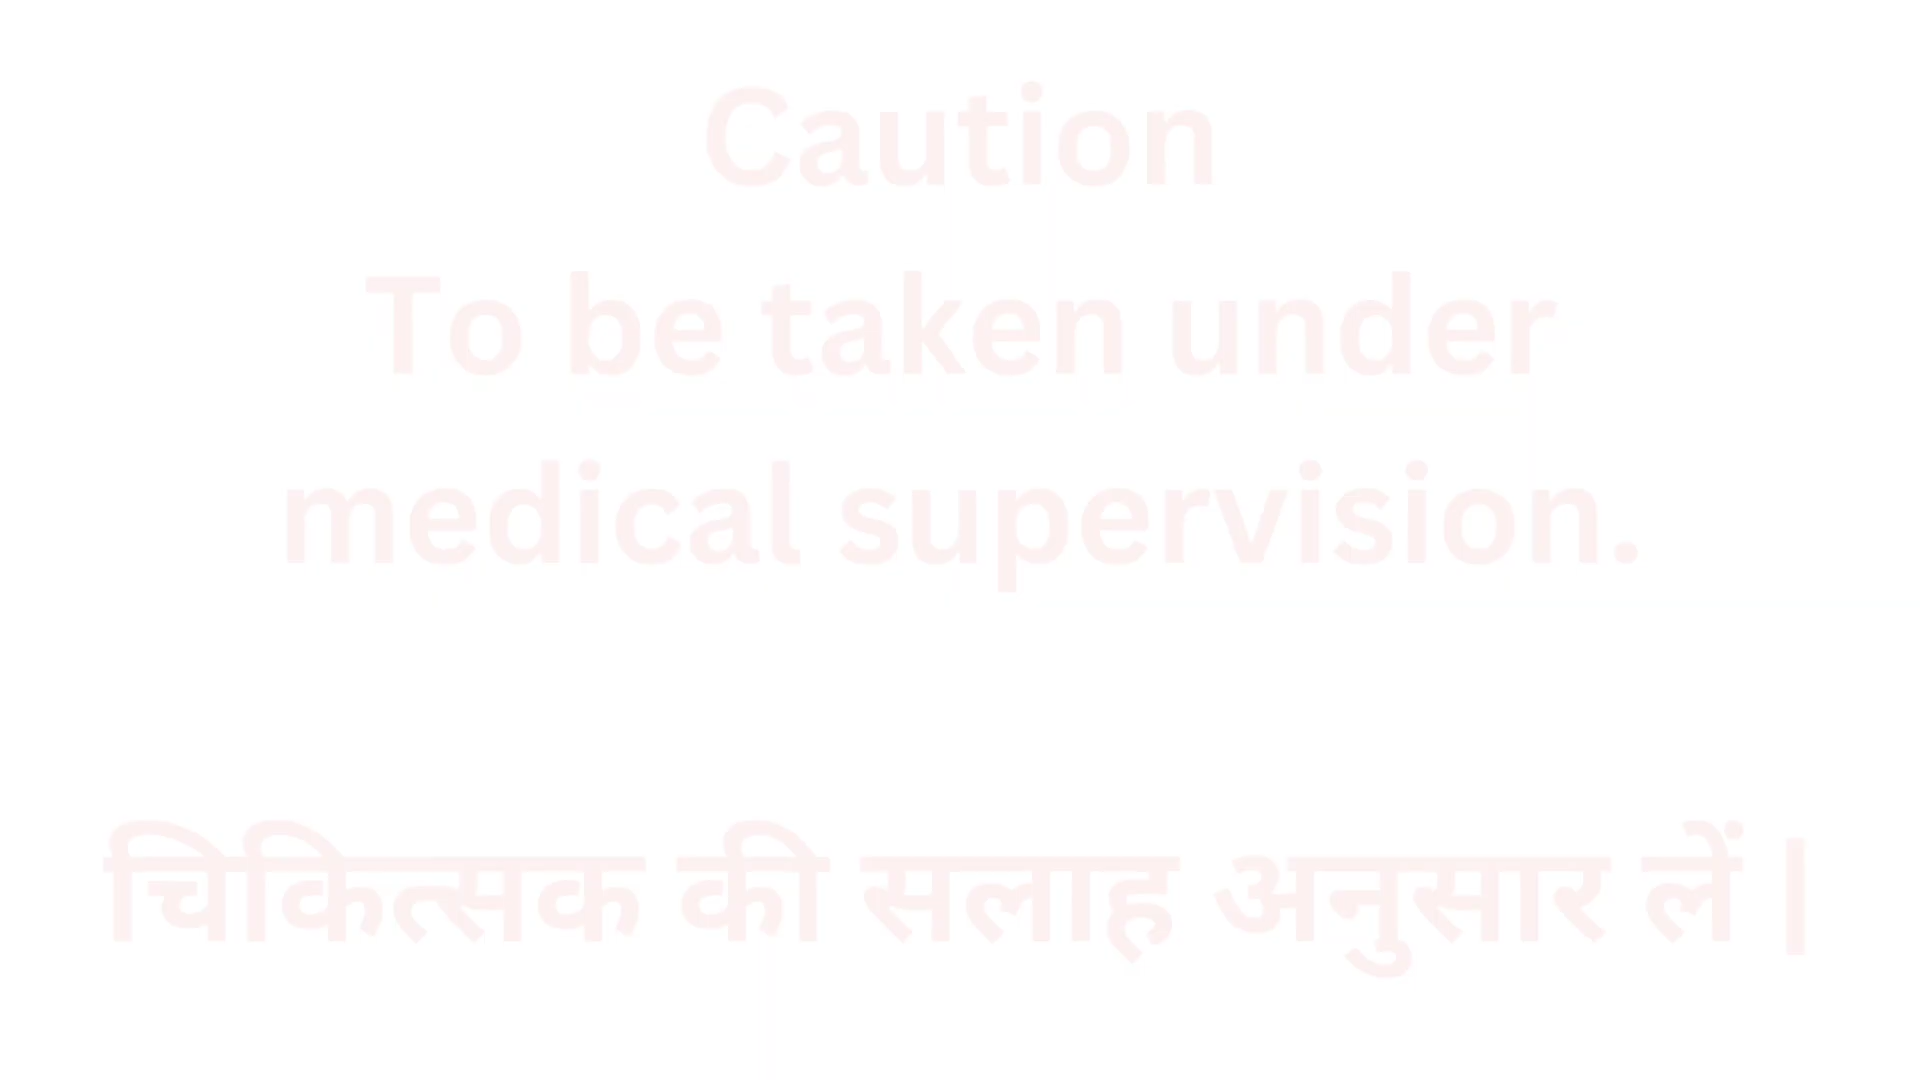 Caution
To be taken under
medical supervision.
चिकित्सक की सलाह अनुसार लें |